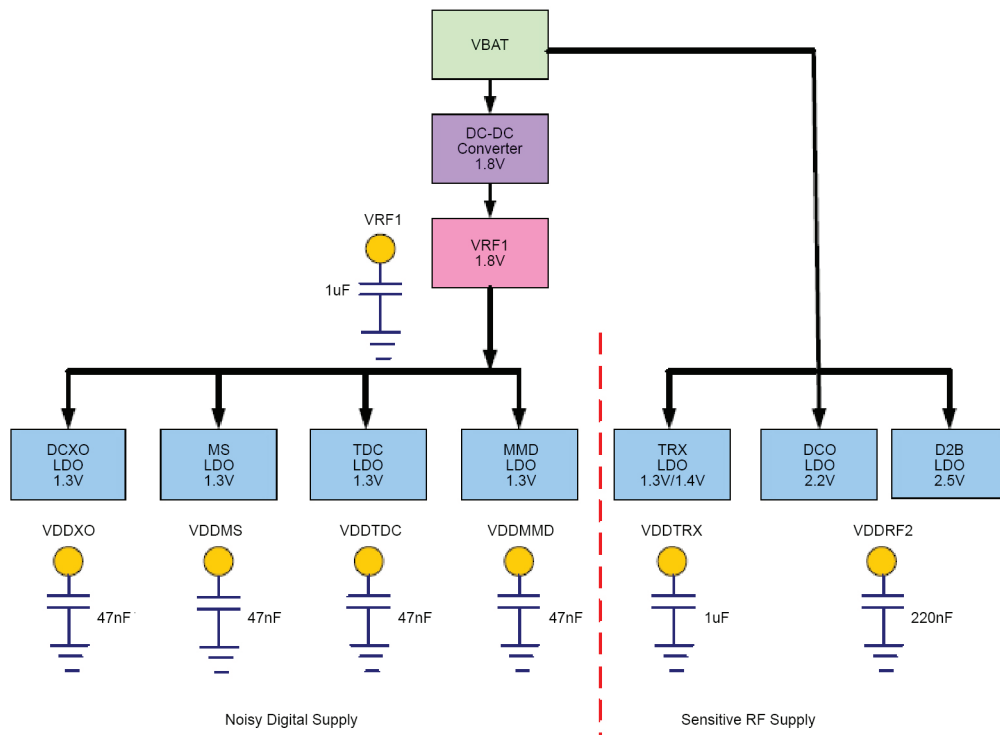 VBAT
DC-DC
Converter
1.8V
VRF1
VRF1
1.8V
1uF
DCXO
LDO
1.3V
MS
LDO
1.3V
TDC
LDO
1.3V
MMD
LDO
1.3V
TRX
LDO
1.3V/1.4V
DCO
LDO
2.2V
D2B
LDO
2.5V
VDDXO
VDDMS
VDDTDC
VDDMMD
VDDTRX
VDDRF2
47nF
47nF
47nF
47nF
1uF
220nF
Noisy Digital Supply
Sensitive RF Supply